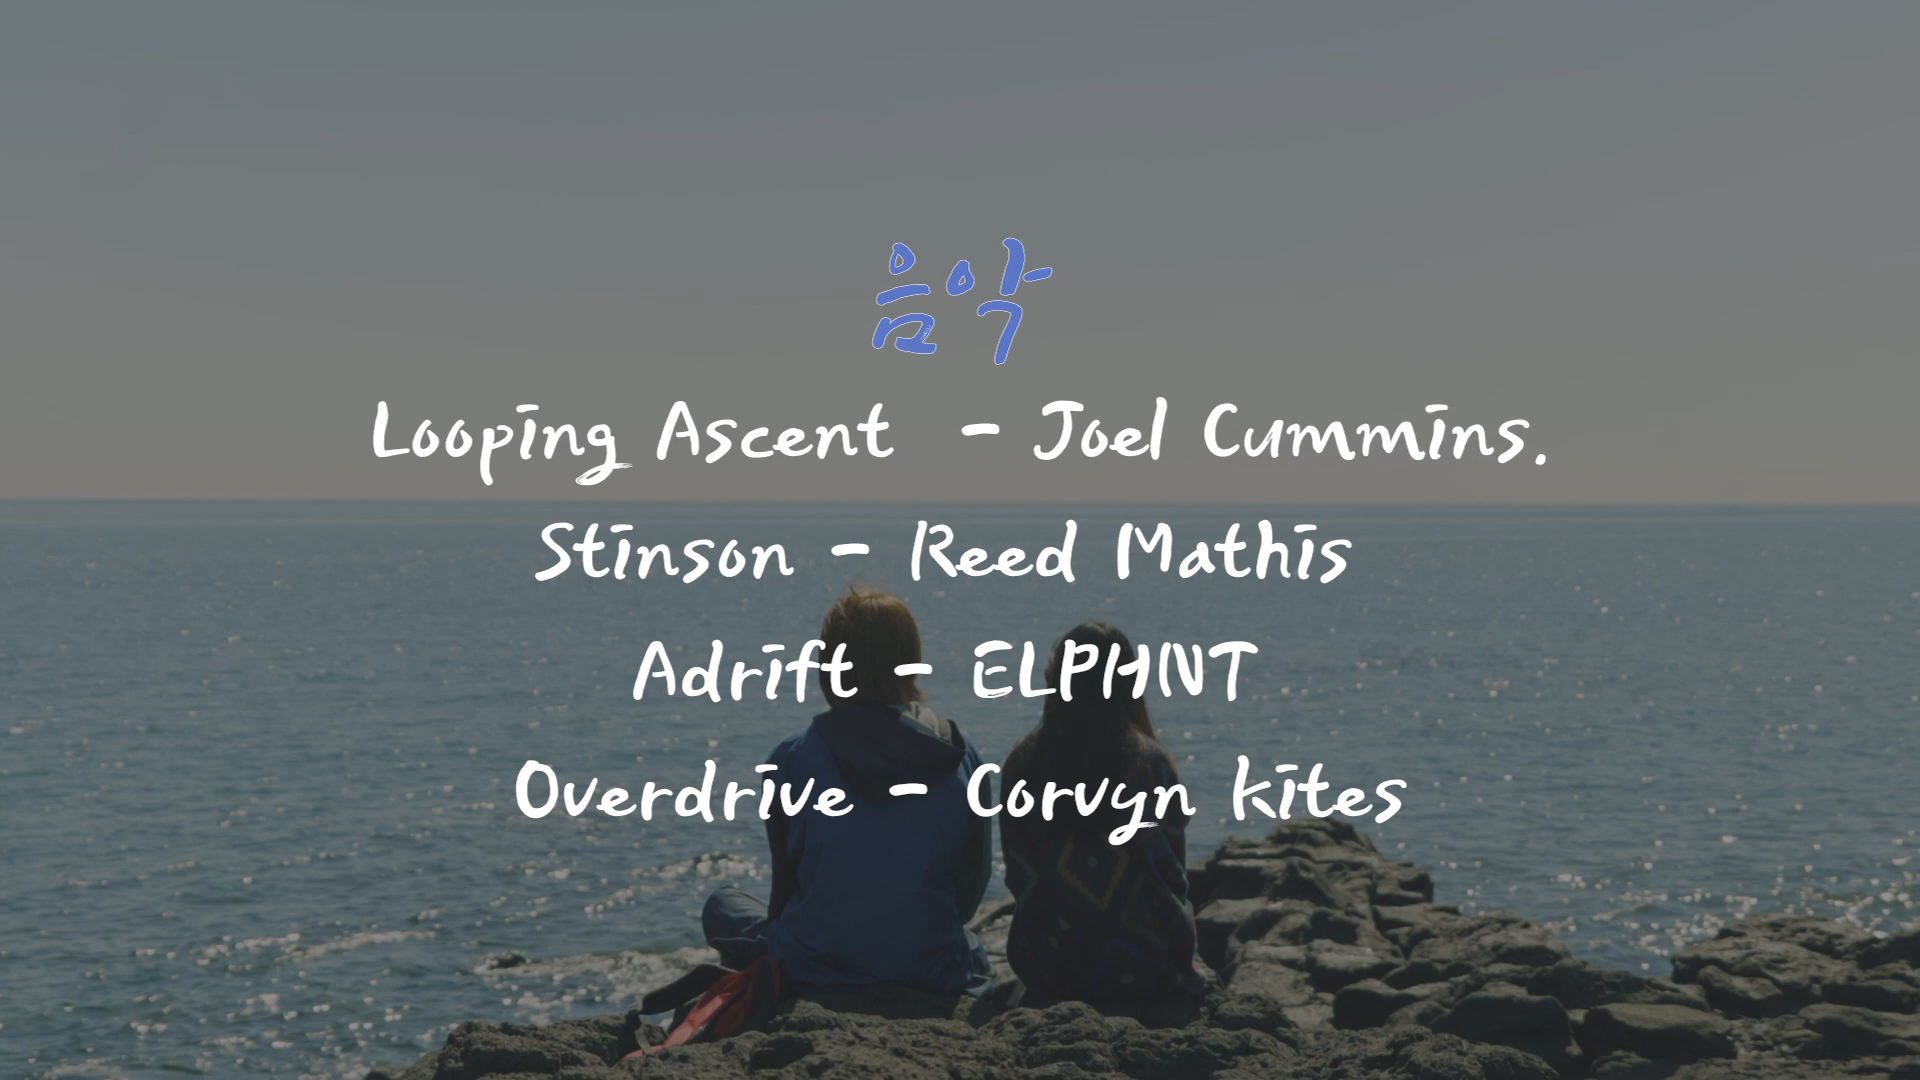 음악
Looping Ascent - Joel Cummins.
Stinson - Reed Mathis
Adrift - ELPHNT
Overdrive - Corvyn kites